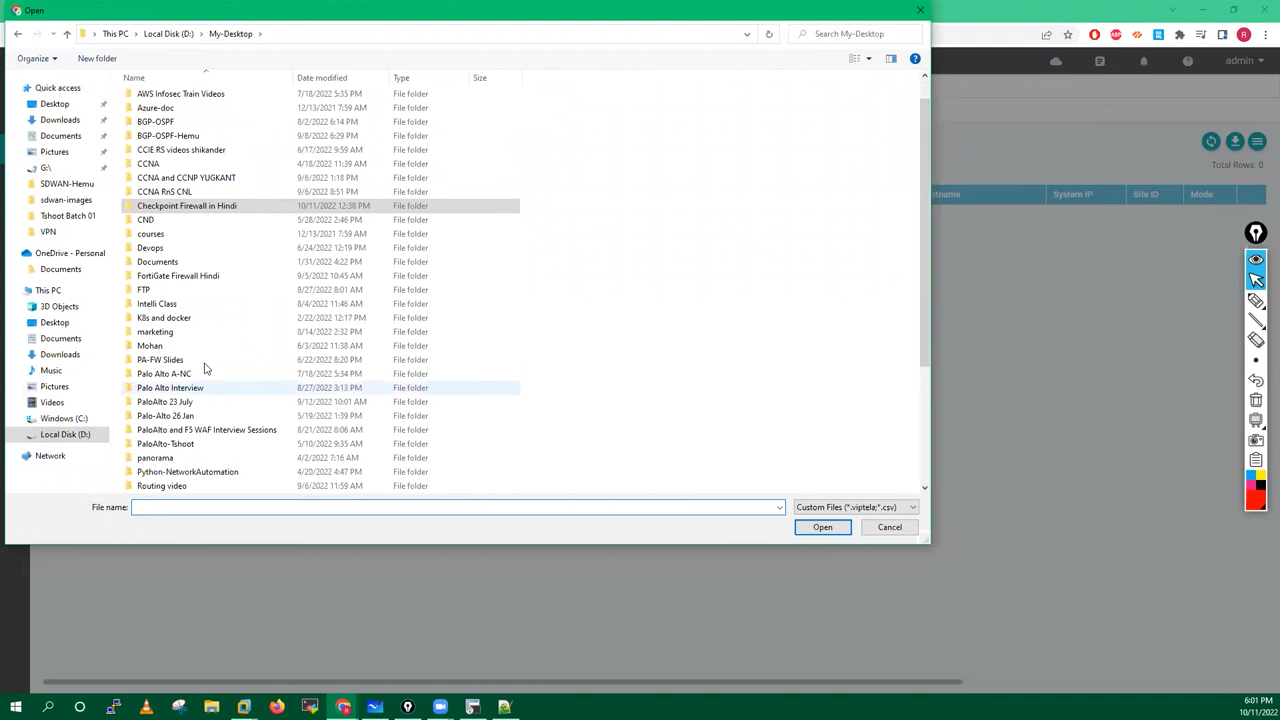 Open
This PC > Local Disk (D:) > My-Desktop >
Search My-Desktop
Organize
New folder
Name
Date modified
Type
Size
AWS Infosec Train Videos 7/18/2022 5:35 PM File folder
Azure-doc 12/13/2021 7:59 AM File folder
BGP-OSPF 8/2/2022 6:14 PM File folder
BGP-OSPF-Hemu 9/8/2022 6:29 PM File folder
CCIE RS videos shikander 6/17/2022 9:59 AM File folder
CCNA 4/18/2022 11:39 AM File folder
CCNA and CCNP YUGKANT 9/6/2022 1:18 PM File folder
CCNA RnS CNL 9/6/2022 8:51 PM File folder
Checkpoint Firewall in Hindi 10/11/2022 12:38 PM File folder
CND 5/28/2022 2:46 PM File folder
courses 12/13/2021 7:59 AM File folder
Devops 6/24/2022 12:19 PM File folder
Documents 1/31/2022 4:22 PM File folder
FortiGate Firewall Hindi 9/5/2022 10:45 AM File folder
FTP 8/27/2022 8:01 AM File folder
Intelli Class 8/4/2022 11:46 AM File folder
K8s and docker 2/22/2022 12:17 PM File folder
marketing 8/14/2022 2:32 PM File folder
Mohan 6/3/2022 11:38 AM File folder
PA-FW Slides 6/22/2022 8:20 PM File folder
Palo Alto A-NC 7/18/2022 5:34 PM File folder
Palo Alto Interview 8/27/2022 3:13 PM File folder
PaloAlto 23 July 9/12/2022 10:01 AM File folder
Palo-Alto 26 Jan 5/19/2022 1:39 PM File folder
PaloAlto and F5 WAF Interview Sessions 8/21/2022 8:06 AM File folder
PaloAlto-Tshoot 5/10/2022 9:35 AM File folder
panorama 4/2/2022 7:16 AM File folder
Python-NetworkAutomation 4/20/2022 4:47 PM File folder
Routing video 9/6/2022 11:59 AM File folder
Quick access
Desktop
Downloads
Documents
Pictures
G:\
SDWAN-Hemu
sdwan-images
Tshoot Batch 01
VPN
OneDrive - Personal
Documents
This PC
3D Objects
Desktop
Documents
Downloads
Music
Pictures
Videos
Windows (C:)
Local Disk (D:)
Network
File name:
Custom Files (*.viptela;*.csv)
Open
Cancel
R
admin
Total Rows: 0
System IP
Site ID
Mode
6:01 PM
10/11/2022